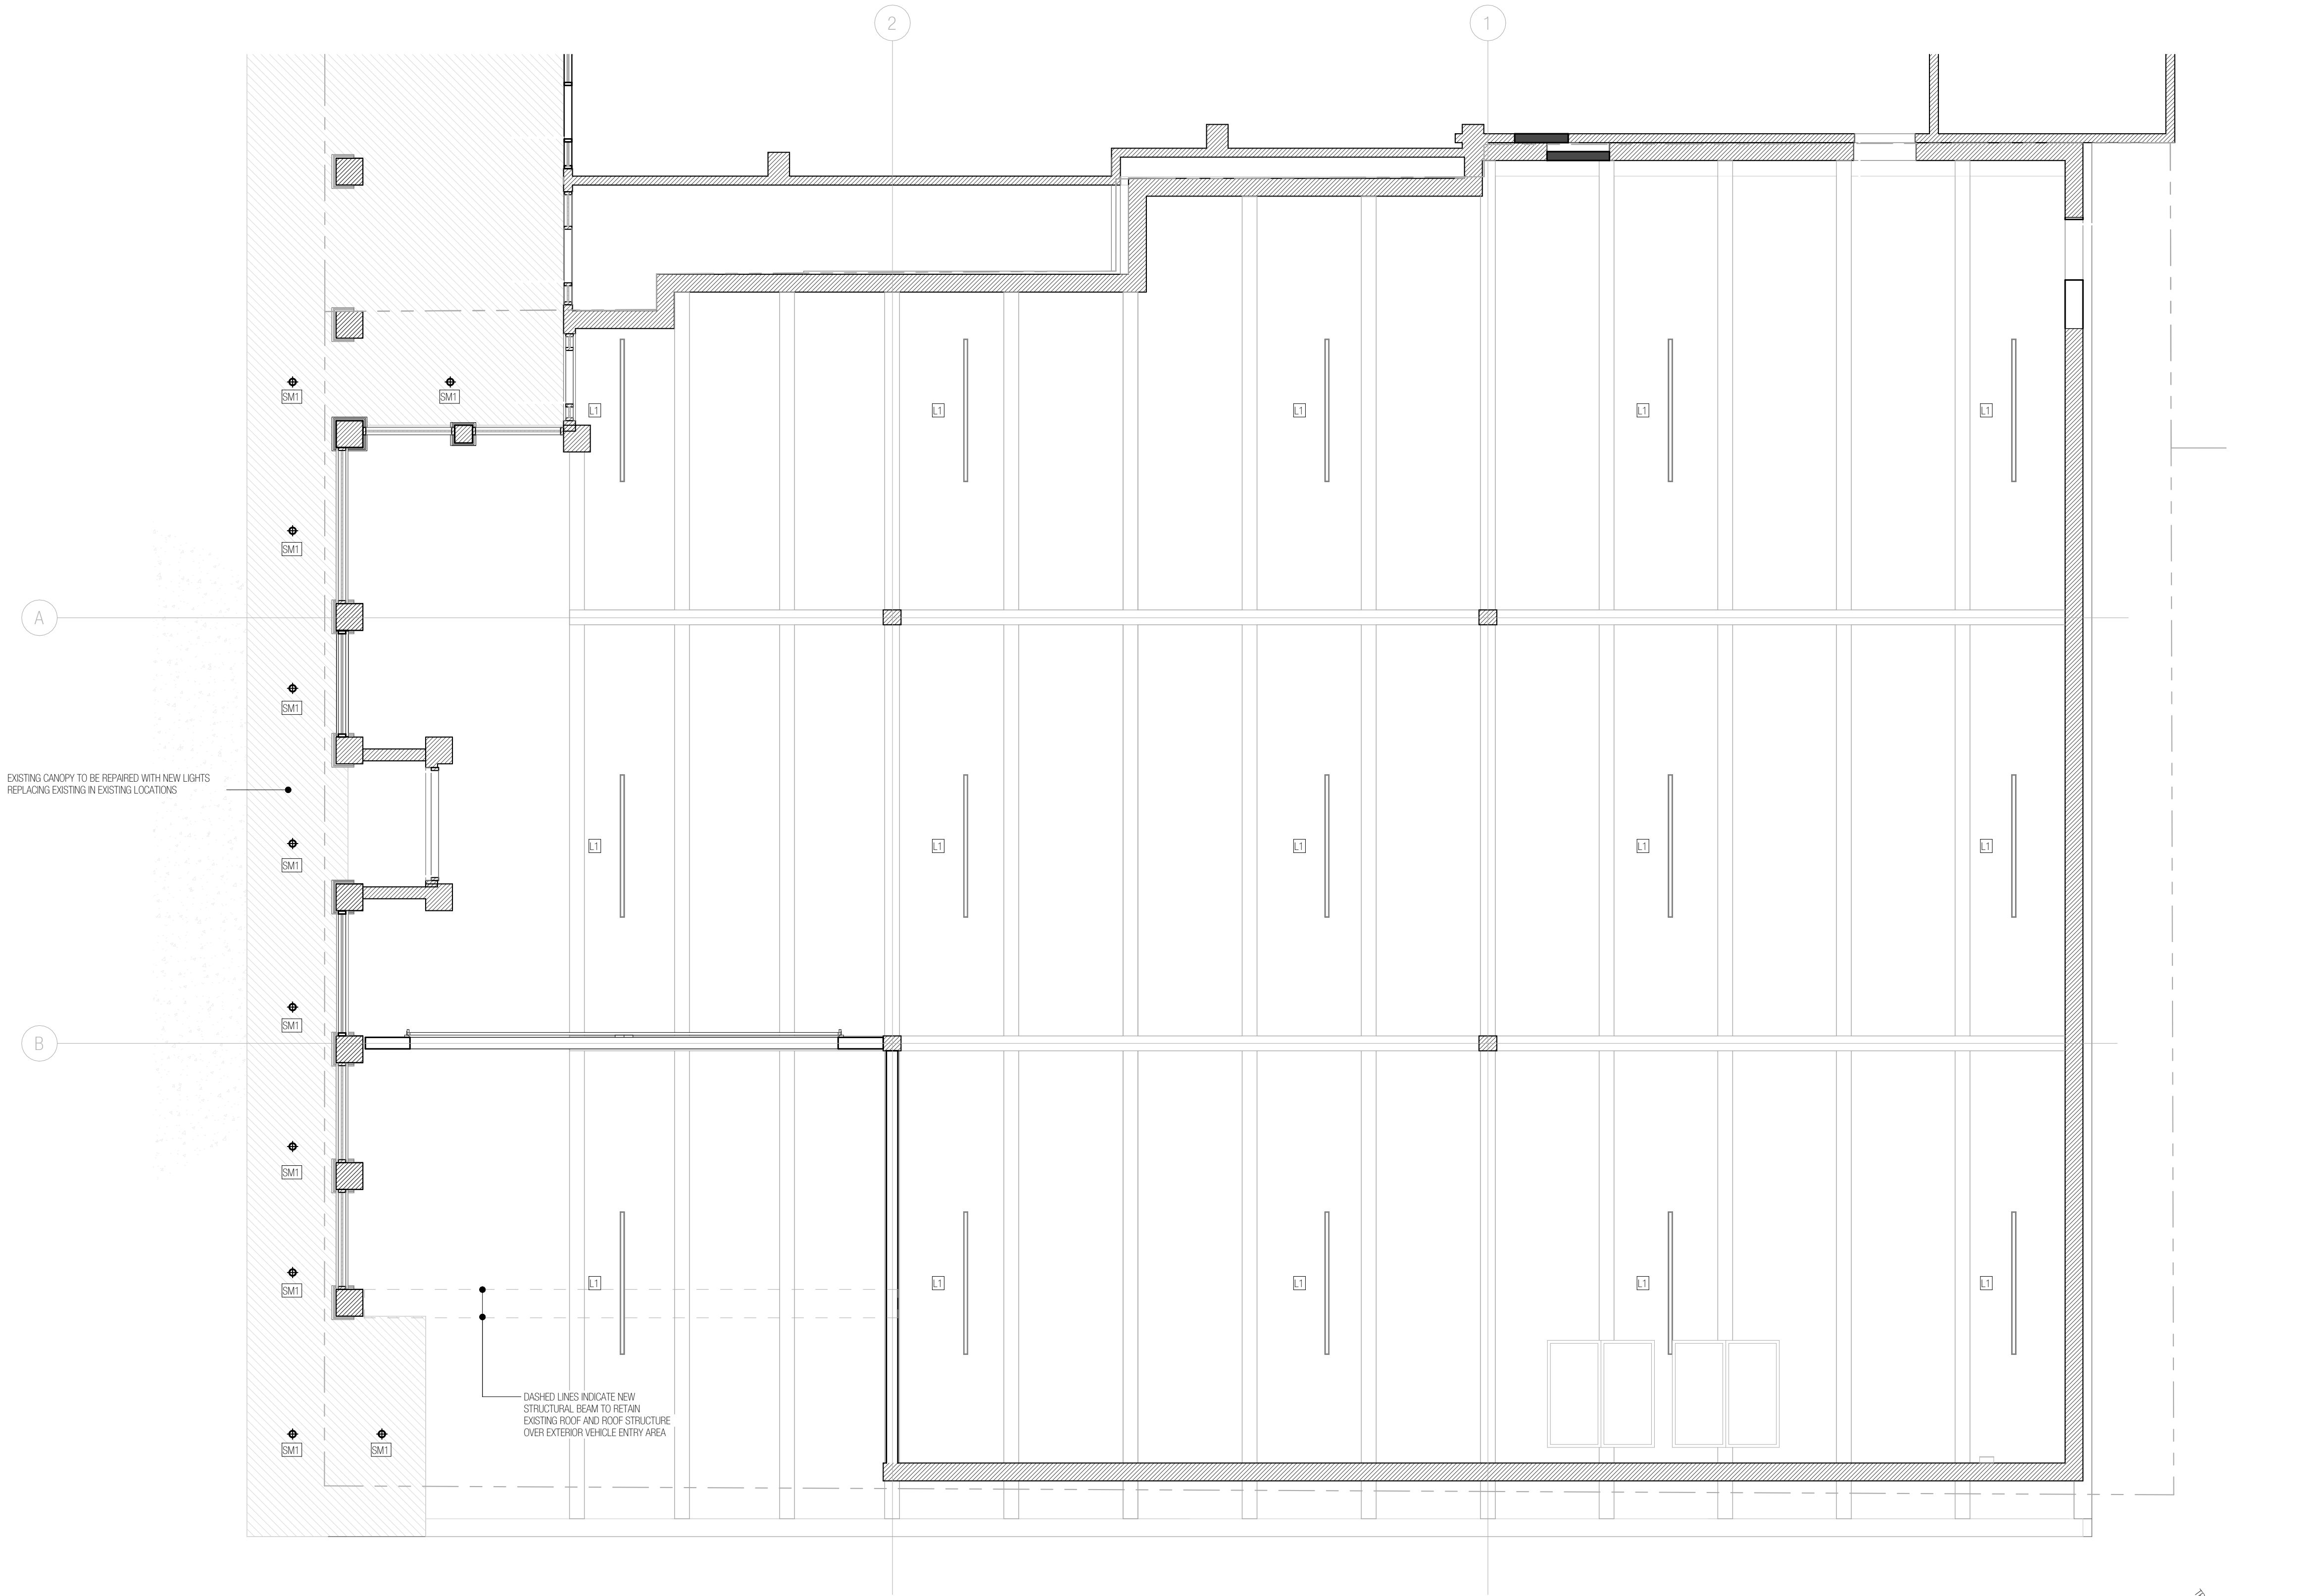 2
1
SM1
SM1
L1
L1
L1
L1
L1
SM1
A
SM1
EXISTING CANOPY TO BE REPAIRED WITH NEW LIGHTS
REPLACING EXISTING IN EXISTING LOCATIONS
SM1
L1
L1
L1
L1
L1
SM1
B
SM1
SM1
L1
L1
L1
L1
L1
DASHED LINES INDICATE NEW
STRUCTURAL BEAM TO RETAIN
EXISTING ROOF AND ROOF STRUCTURE
OVER EXTERIOR VEHICLE ENTRY AREA
SM1
SM1